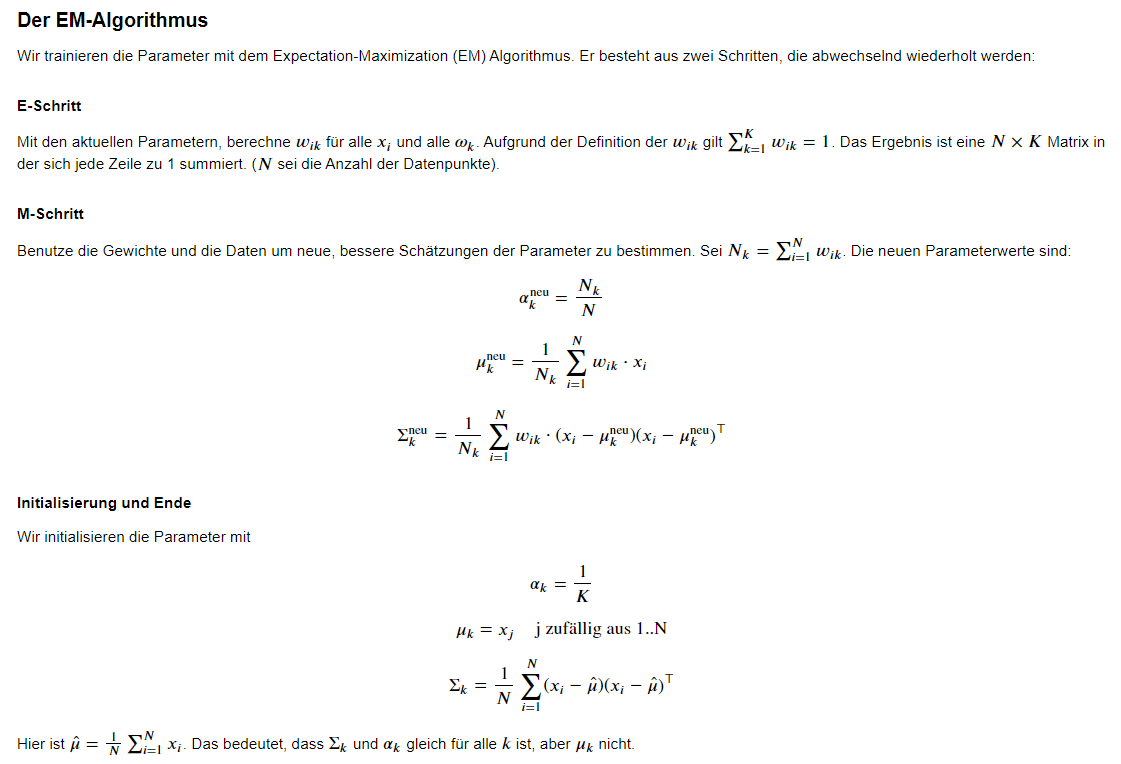 Der EM-Algorithmus
Wir trainieren die Parameter mit dem Expectation-Maximization (EM) Algorithmus. Er besteht aus zwei Schritten, die abwechselnd wiederholt werden:
E-Schritt
Mit den aktuellen Parametern, berechne $w_{ik}$ für alle $x_i$ und alle $\omega_k$. Aufgrund der Definition der $w_{ik}$ gilt $\sum_{k=1}^{K} w_{ik} = 1$. Das Ergebnis ist eine $N \times K$ Matrix in
der sich jede Zeile zu 1 summiert. ($N$ sei die Anzahl der Datenpunkte).
M-Schritt
Benutze die Gewichte und die Daten um neue, bessere Schätzungen der Parameter zu bestimmen. Sei $N_k = \sum_{i=1}^{N} w_{ik}$. Die neuen Parameterwerte sind:
$\alpha_k^{\text{neu}} = \frac{N_k}{N}$
$\mu_k^{\text{neu}} = \frac{1}{N_k} \sum_{i=1}^{N} w_{ik} \cdot x_i$
$\Sigma_k^{\text{neu}} = \frac{1}{N_k} \sum_{i=1}^{N} w_{ik} \cdot (x_i - \mu_k^{\text{neu}})(x_i - \mu_k^{\text{neu}})^\top$
Initialisierung und Ende
Wir initialisieren die Parameter mit
$\alpha_k = \frac{1}{K}$
$\mu_k = x_j \quad \text{j zufällig aus 1..N}$
$\Sigma_k = \frac{1}{N} \sum_{i=1}^{N} (x_i - \hat{\mu})(x_i - \hat{\mu})^\top$
Hier ist $\hat{\mu} = \frac{1}{N} \sum_{i=1}^{N} x_i$. Das bedeutet, dass $\Sigma_k$ und $\alpha_k$ gleich für alle $k$ ist, aber $\mu_k$ nicht.